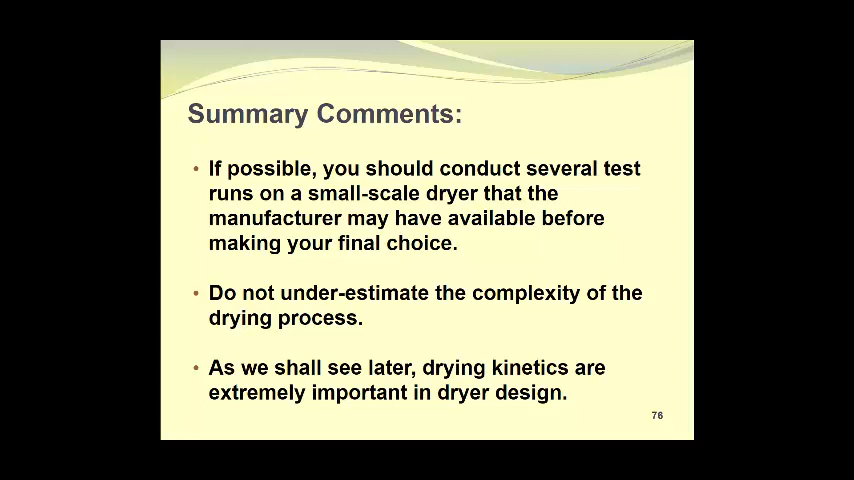 Summary Comments:
• If possible, you should conduct several test
runs on a small-scale dryer that the
manufacturer may have available before
making your final choice.
• Do not under-estimate the complexity of the
drying process.
• As we shall see later, drying kinetics are
extremely important in dryer design.
76